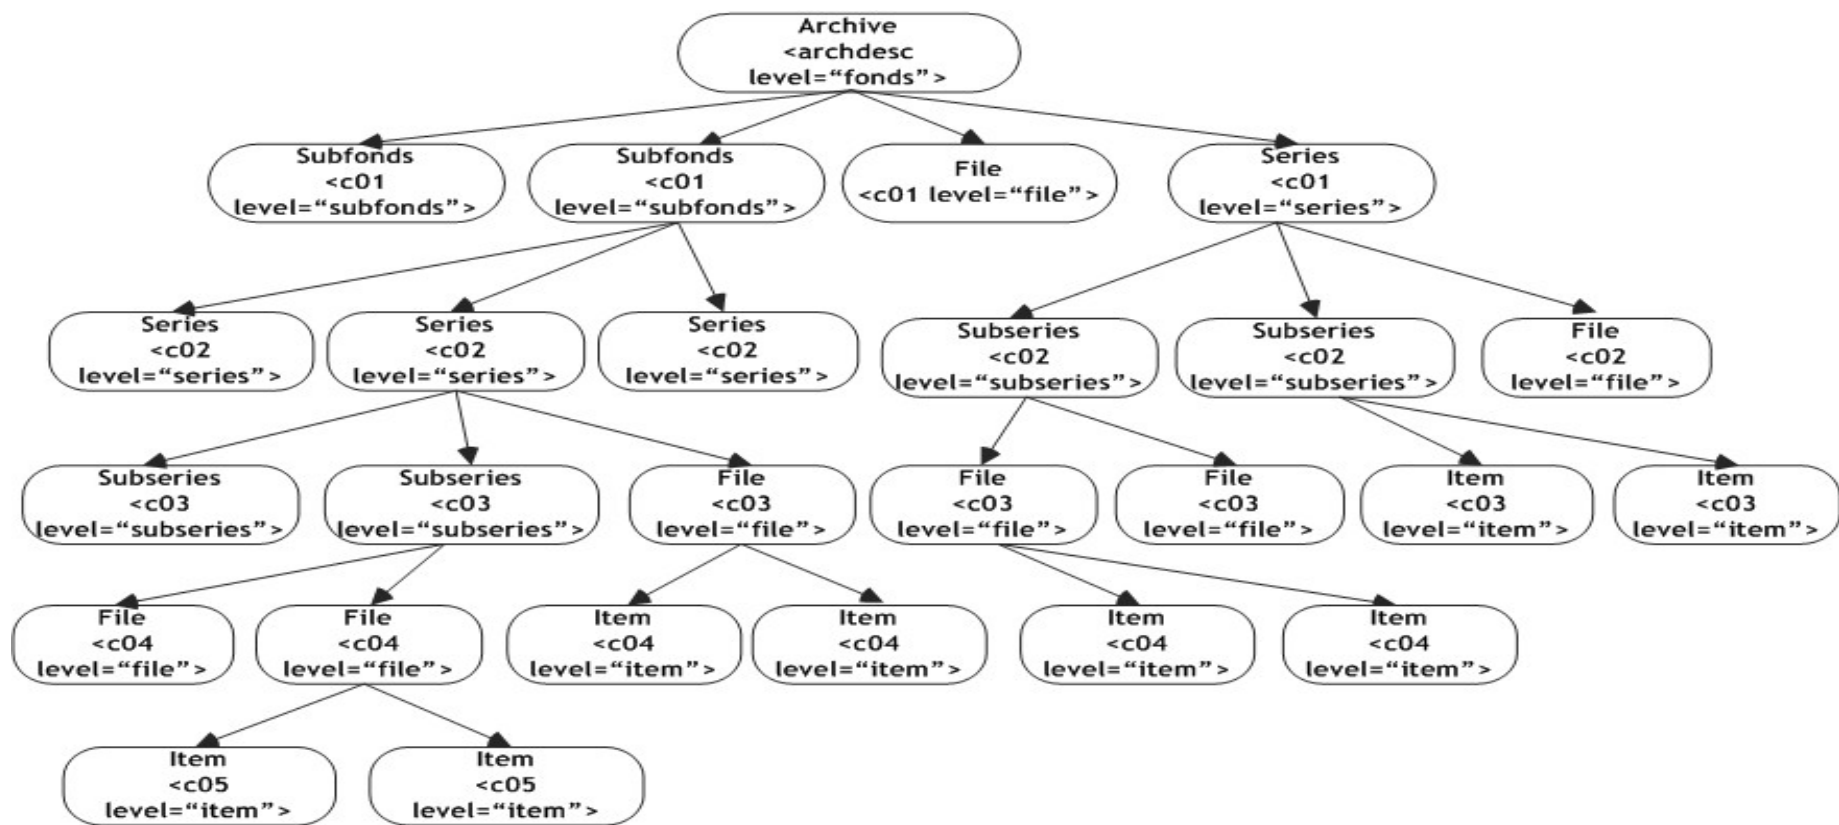 Archive
<archdesc
level=“fonds”>
Subfonds
<c01
level=“subfonds”>
Subfonds
<c01
level=“subfonds”>
File
<c01 level=“file”>
Series
<c01
level=“series”>
Series
<c02
level=“series”>
Series
<c02
level=“series”>
Series
<c02
level=“series”>
Subseries
<c02
level=“subseries”>
Subseries
<c02
level=“subseries”>
File
<c02
level=“file”>
Subseries
<c03
level=“subseries”>
Subseries
<c03
level=“subseries”>
File
<c03
level=“file”>
File
<c03
level=“file”>
File
<c03
level=“file”>
Item
<c03
level=“item”>
Item
<c03
level=“item”>
File
<c04
level=“file”>
File
<c04
level=“file”>
Item
<c04
level=“item”>
Item
<c04
level=“item”>
Item
<c04
level=“item”>
Item
<c04
level=“item”>
Item
<c05
level=“item”>
Item
<c05
level=“item”>